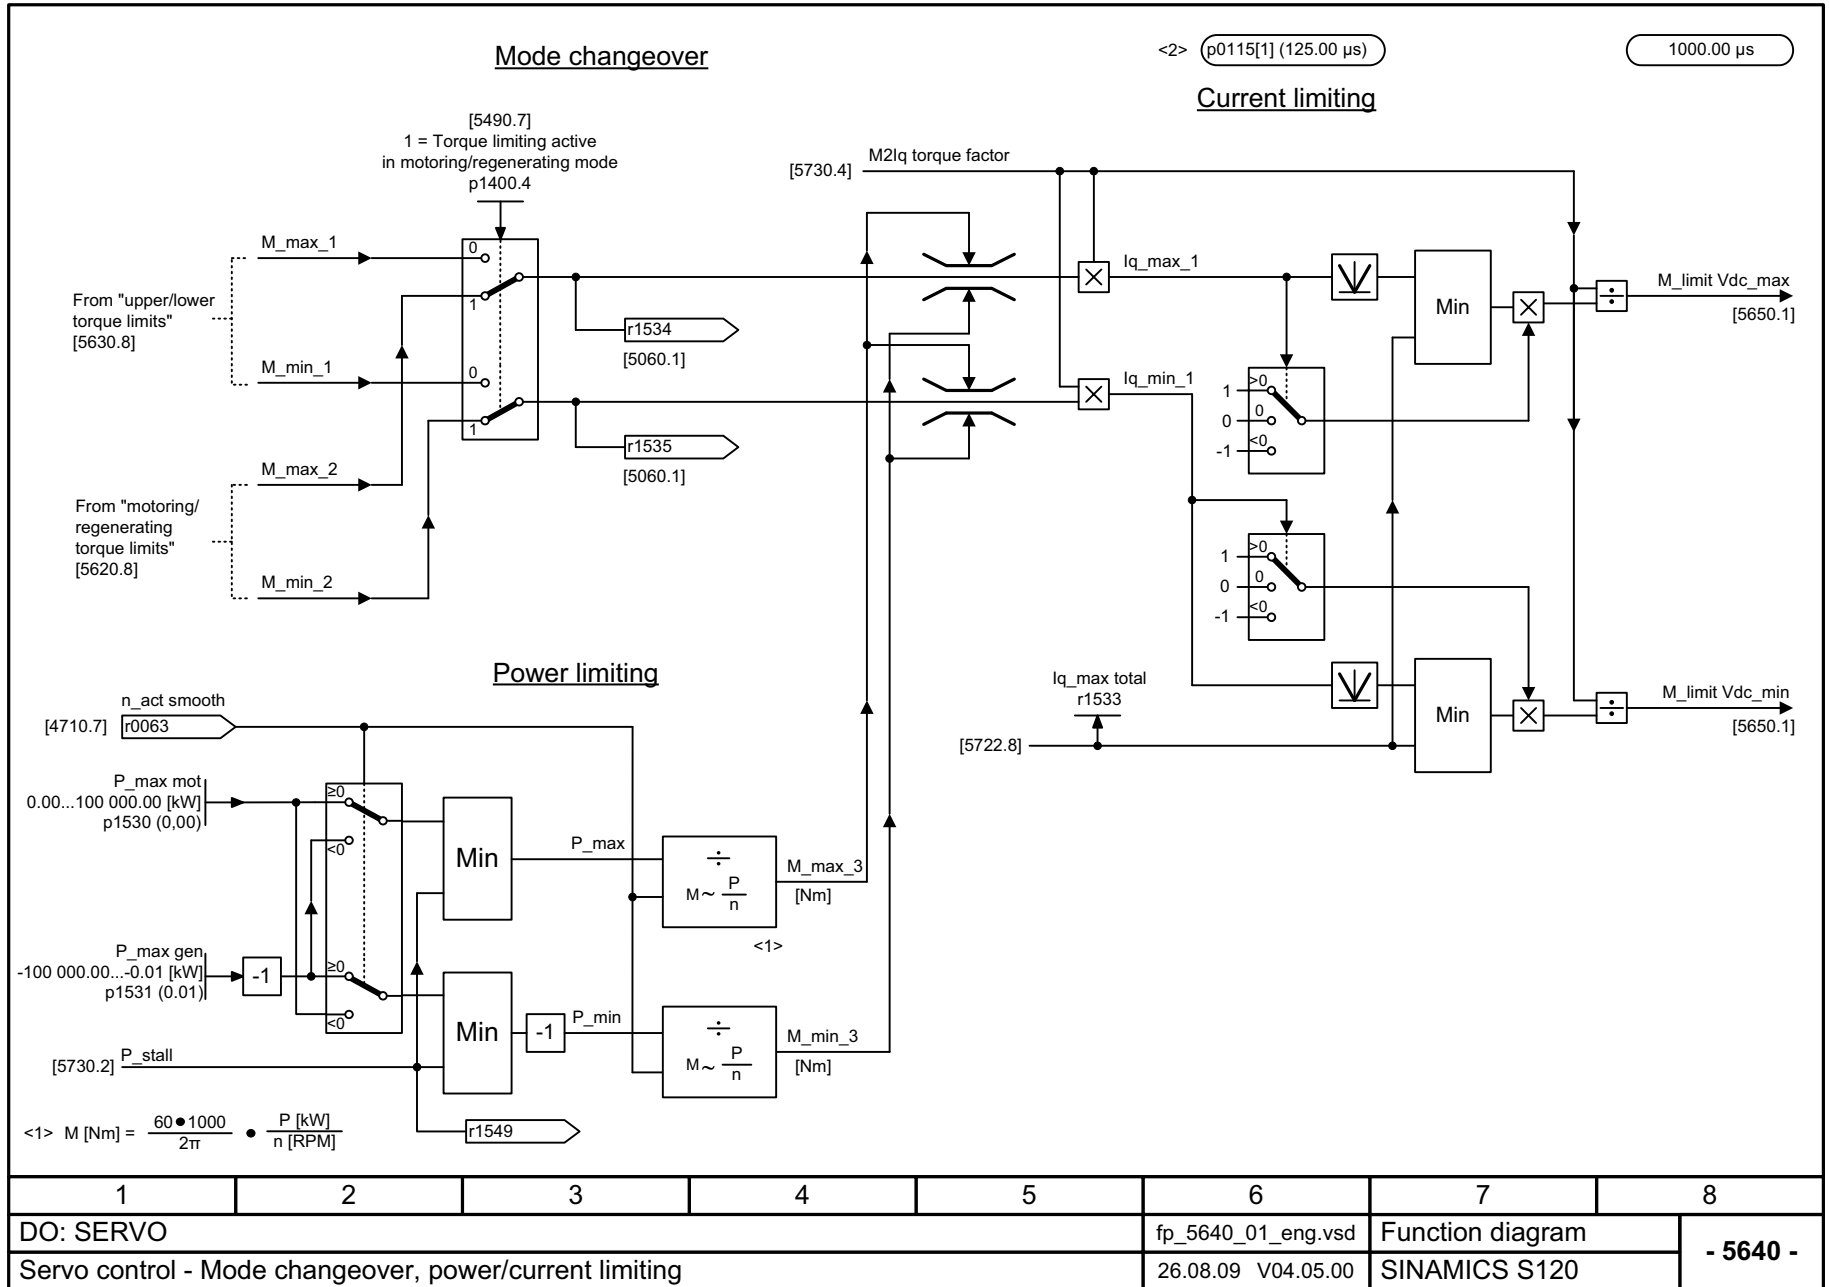 Mode changeover
<2> p0115[1] (125.00 µs)
1000.00 µs
Current limiting
[5490.7]
1 = Torque limiting active
in motoring/regenerating mode
p1400.4
[5730.4]
M2Iq torque factor
M_max_1
0
1
From "upper/lower
torque limits"
[5630.8]
M_min_1
0
1
r1534
[5060.1]
r1535
[5060.1]
M_max_2
From "motoring/
regenerating
torque limits"
[5620.8]
M_min_2
Iq_max_1
Iq_min_1
Min
M_limit Vdc_max
[5650.1]
1 >0
0 0
-1 <0
1 >0
0 0
-1 <0
Iq_max total
r1533
[5722.8]
Min
M_limit Vdc_min
[5650.1]
Power limiting
n_act smooth
[4710.7] r0063
P_max mot
0.00...100 000.00 [kW]
p1530 (0,00)
≥0
<0
Min
P_max
÷
M ~ P
n
M_max_3
[Nm]
<1>
P_max gen
-100 000.00...-0.01 [kW]
p1531 (0.01)
-1
≥0
<0
Min
-1
P_min
÷
M ~ P
n
M_min_3
[Nm]
[5730.2] P_stall
r1549
<1> M [Nm] = 60●1000 ● P [kW]
2π n [RPM]
1 2 3 4 5 6 7 8
DO: SERVO
fp_5640_01_eng.vsd
Function diagram
- 5640 -
Servo control - Mode changeover, power/current limiting
26.08.09 V04.05.00
SINAMICS S120